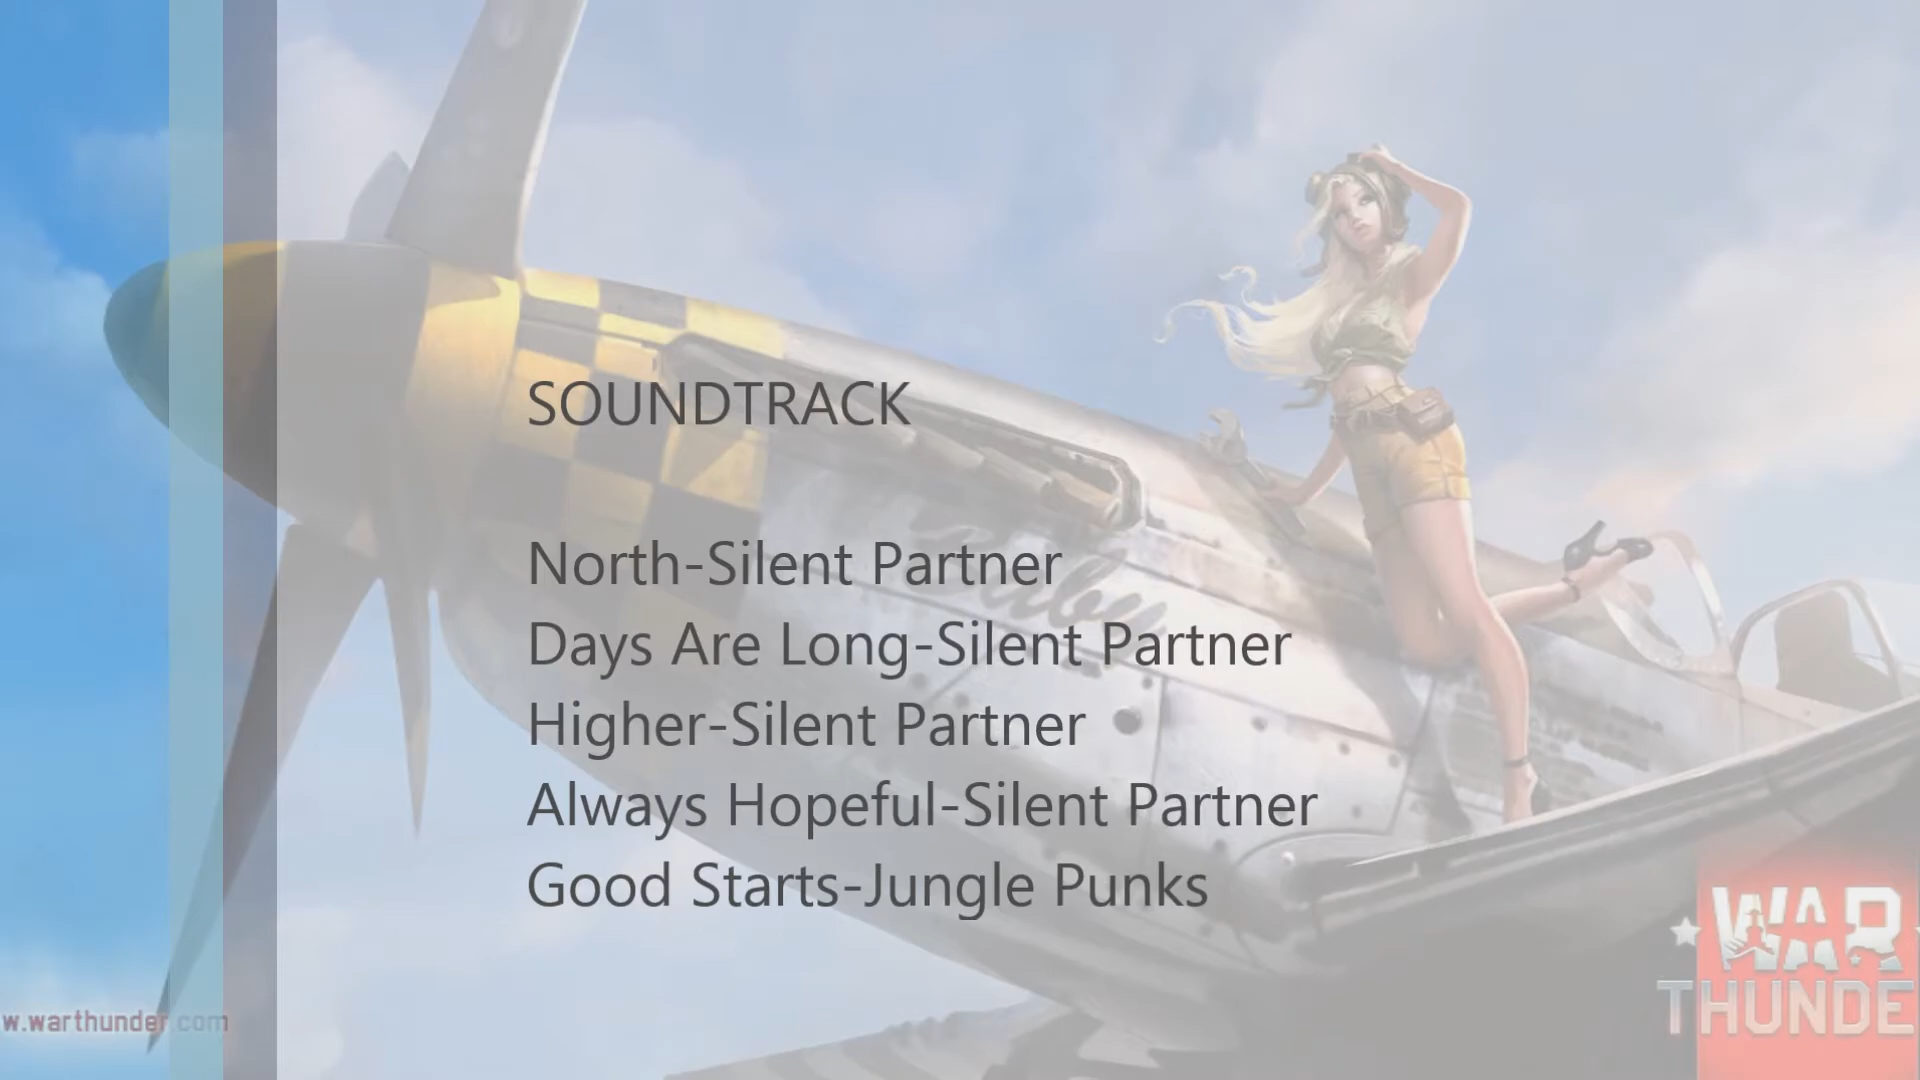 SOUNDTRACK
North-Silent Partner
Days Are Long-Silent Partner
Higher-Silent Partner
Always Hopeful-Silent Partner
Good Starts-Jungle Punks
WAR
THUNDE
w.warthunder.com